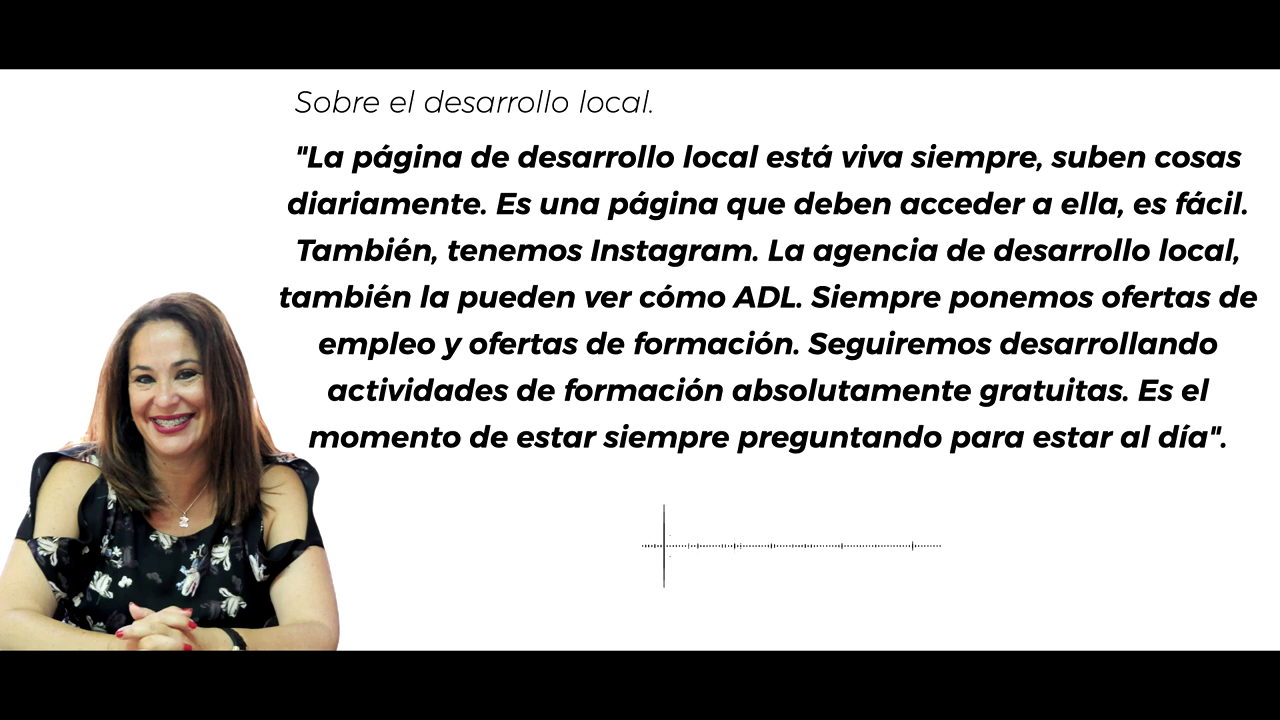 Sobre el desarrollo local.
"La página de desarrollo local está viva siempre, suben cosas
diariamente. Es una página que deben acceder a ella, es fácil.
También, tenemos Instagram. La agencia de desarrollo local,
también la pueden ver cómo ADL. Siempre ponemos ofertas de
empleo y ofertas de formación. Seguiremos desarrollando
actividades de formación absolutamente gratuitas. Es el
momento de estar siempre preguntando para estar al día".